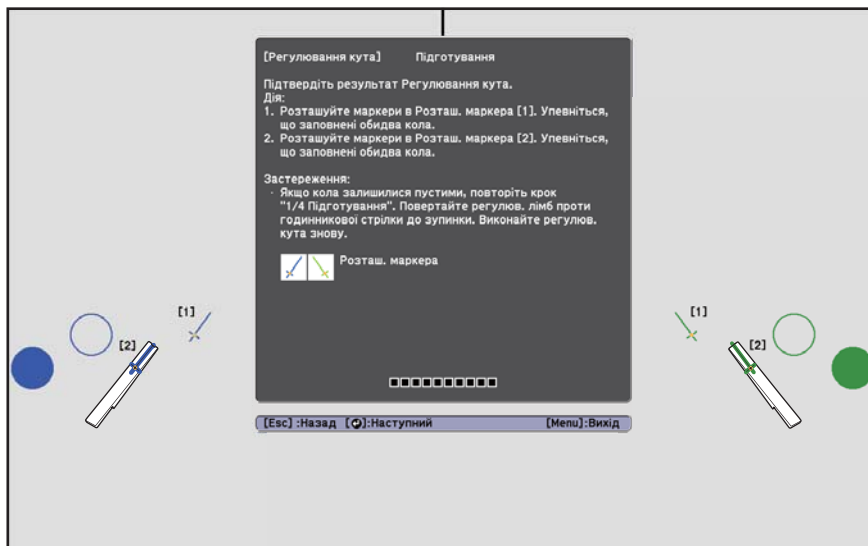 [Регулювання кута] Підготування
Підтвердіть результат Регулювання кута.
Дія:
1. Розташуйте маркери в Розташ. маркера [1]. Упевніться,
що заповнені обидва кола.
2. Розташуйте маркери в Розташ. маркера [2]. Упевніться,
що заповнені обидва кола.
Застереження:
· Якщо кола залишилися пустими, повторіть крок
"1/4 Підготування". Повертайте регулюв. лімб проти
годинникової стрілки до зупинки. Виконайте регулюв.
кута знову.
Розташ. маркера
[1]
[2]
[1]
[2]
[Esc] :Назад [⏎]:Наступний [Menu]:Вихід